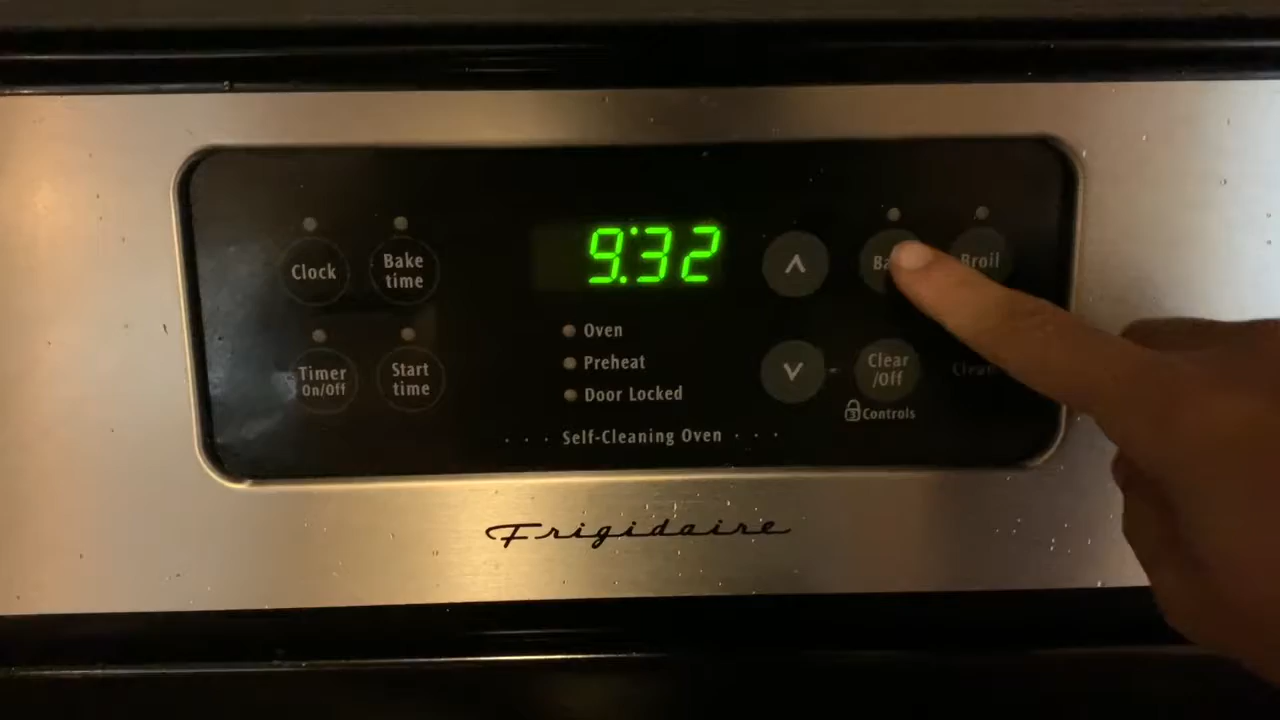 Clock
Bake
time
9:32
Broil
Oven
Preheat
Door Locked
Timer
On/Off
Start
time
Clear
/Off
Controls
Self-Cleaning Oven
Frigidaire